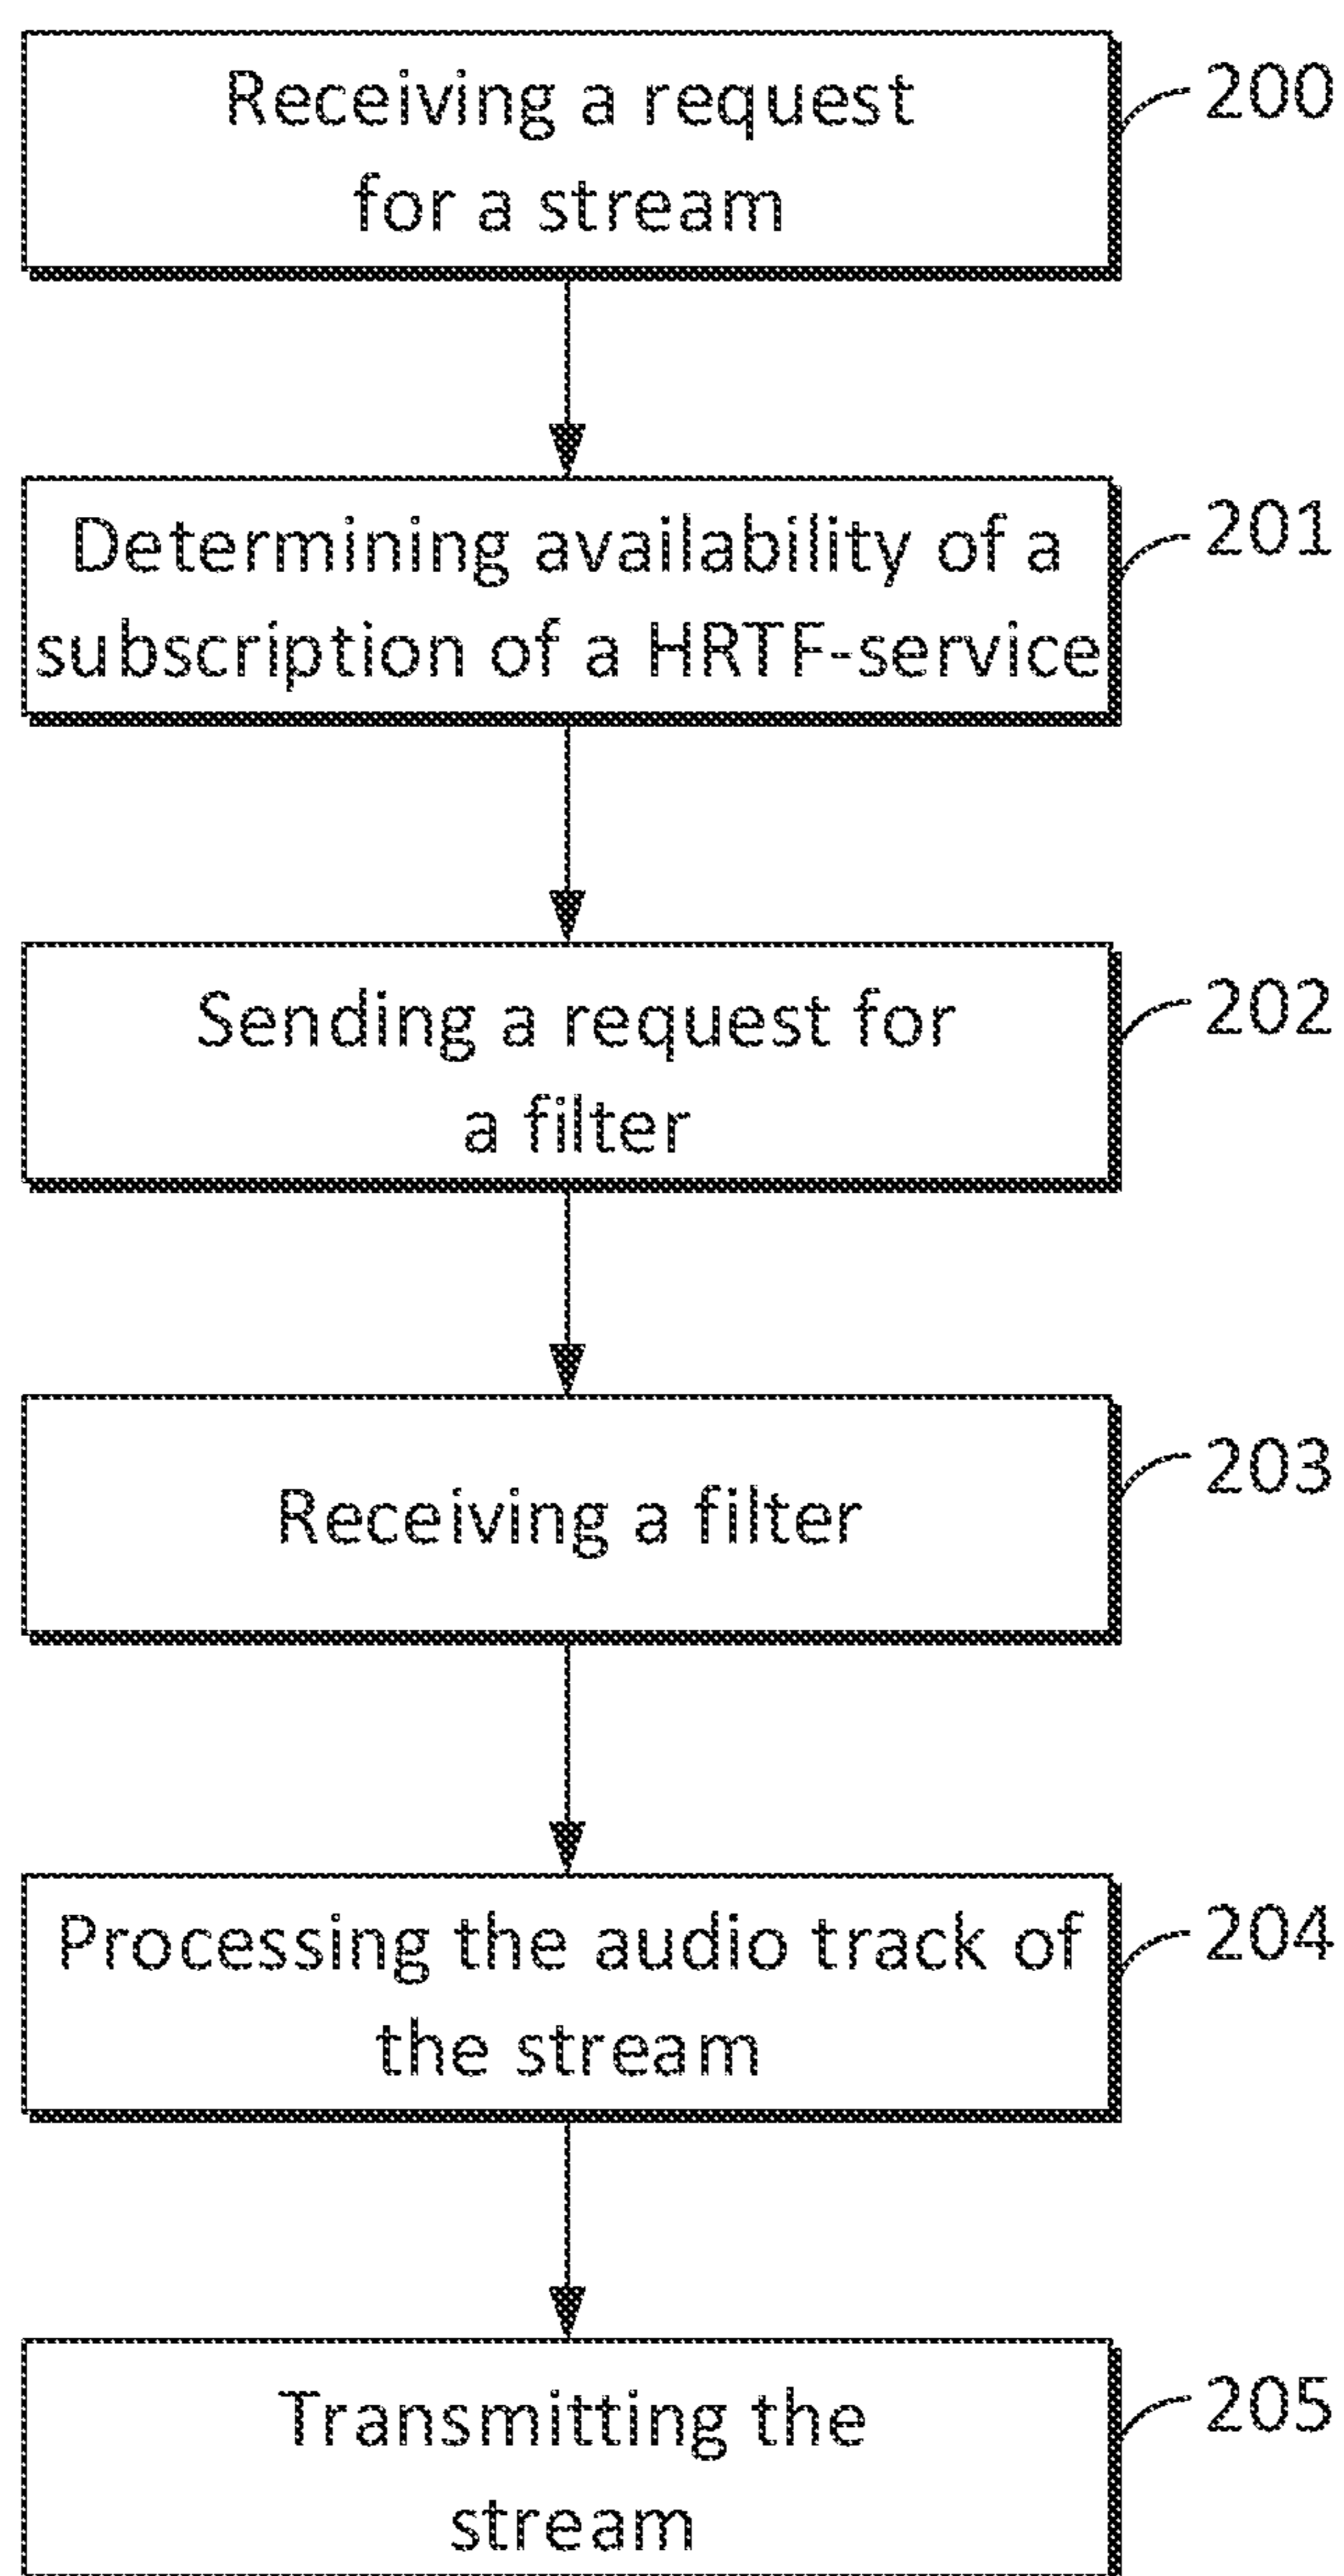 Receiving a request
for a stream
200
Determining availability of a
subscription of a HRTF-service
201
Sending a request for
a filter
202
Receiving a filter
203
Processing the audio track of
the stream
204
Transmitting the
stream
205